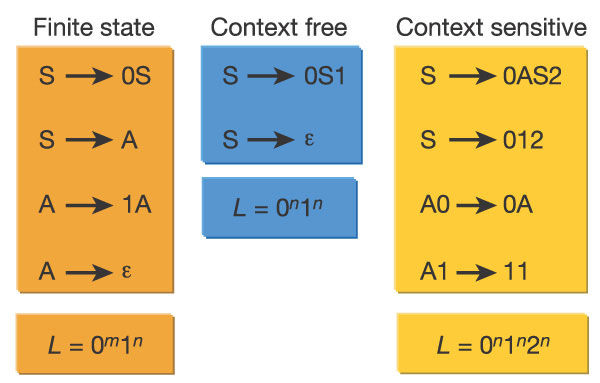 Finite state
S → 0S
S → A
A → 1A
A → ε
L = 0ᵐ1ⁿ
Context free
S → 0S1
S → ε
L = 0ⁿ1ⁿ
Context sensitive
S → 0AS2
S → 012
A0 → 0A
A1 → 11
L = 0ⁿ1ⁿ2ⁿ